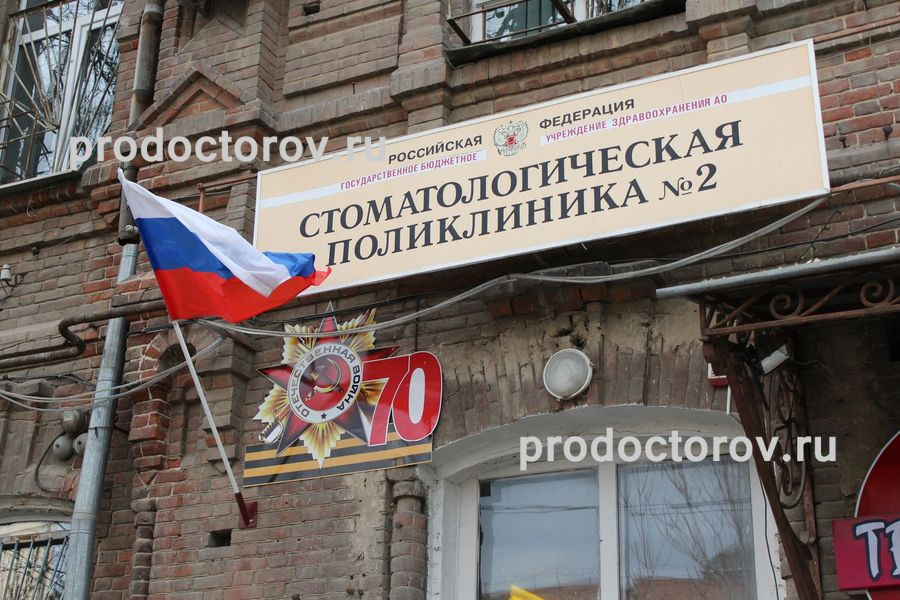 prodoctorov.ru
РОССИЙСКАЯ ФЕДЕРАЦИЯ
ГОСУДАРСТВЕННОЕ БЮДЖЕТНОЕ УЧРЕЖДЕНИЕ ЗДРАВООХРАНЕНИЯ АО
СТОМАТОЛОГИЧЕСКАЯ
ПОЛИКЛИНИКА №2
ОТЕЧЕСТВЕННАЯ ВОЙНА
70
prodoctorov.ru